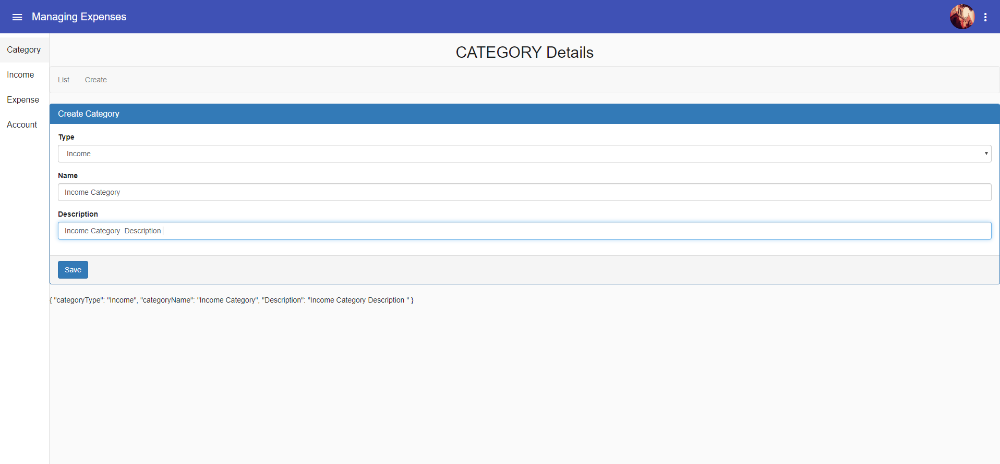 Managing Expenses
Category
Income
Expense
Account
CATEGORY Details
List Create
Create Category
Type
Income
Name
Income Category
Description
Income Category  Description
Save
{ "categoryType": "Income", "categoryName": "Income Category", "Description": "Income Category Description " }